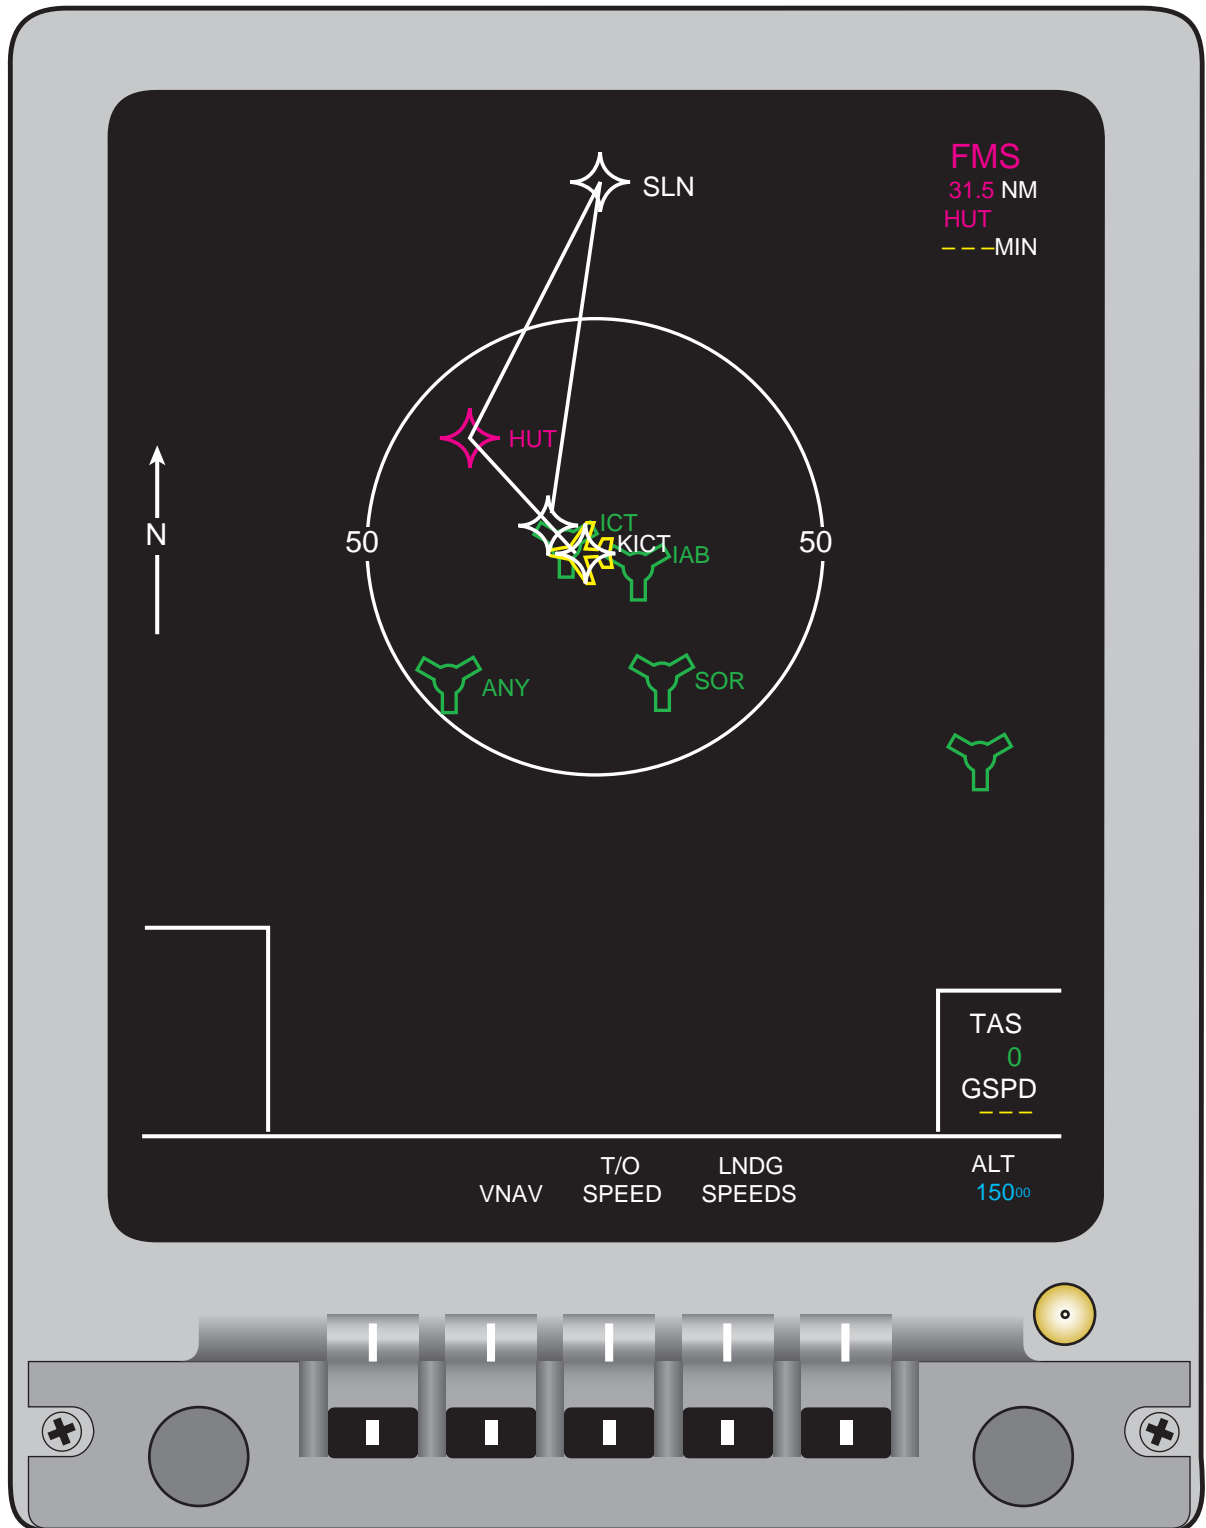 FMS
31.5 NM
HUT
---MIN
SLN
HUT
ICT
KICT
IAB
N
50
50
ANY
SOR
TAS
0
GSPD
---
VNAV
T/O
SPEED
LNDG
SPEEDS
ALT
15000